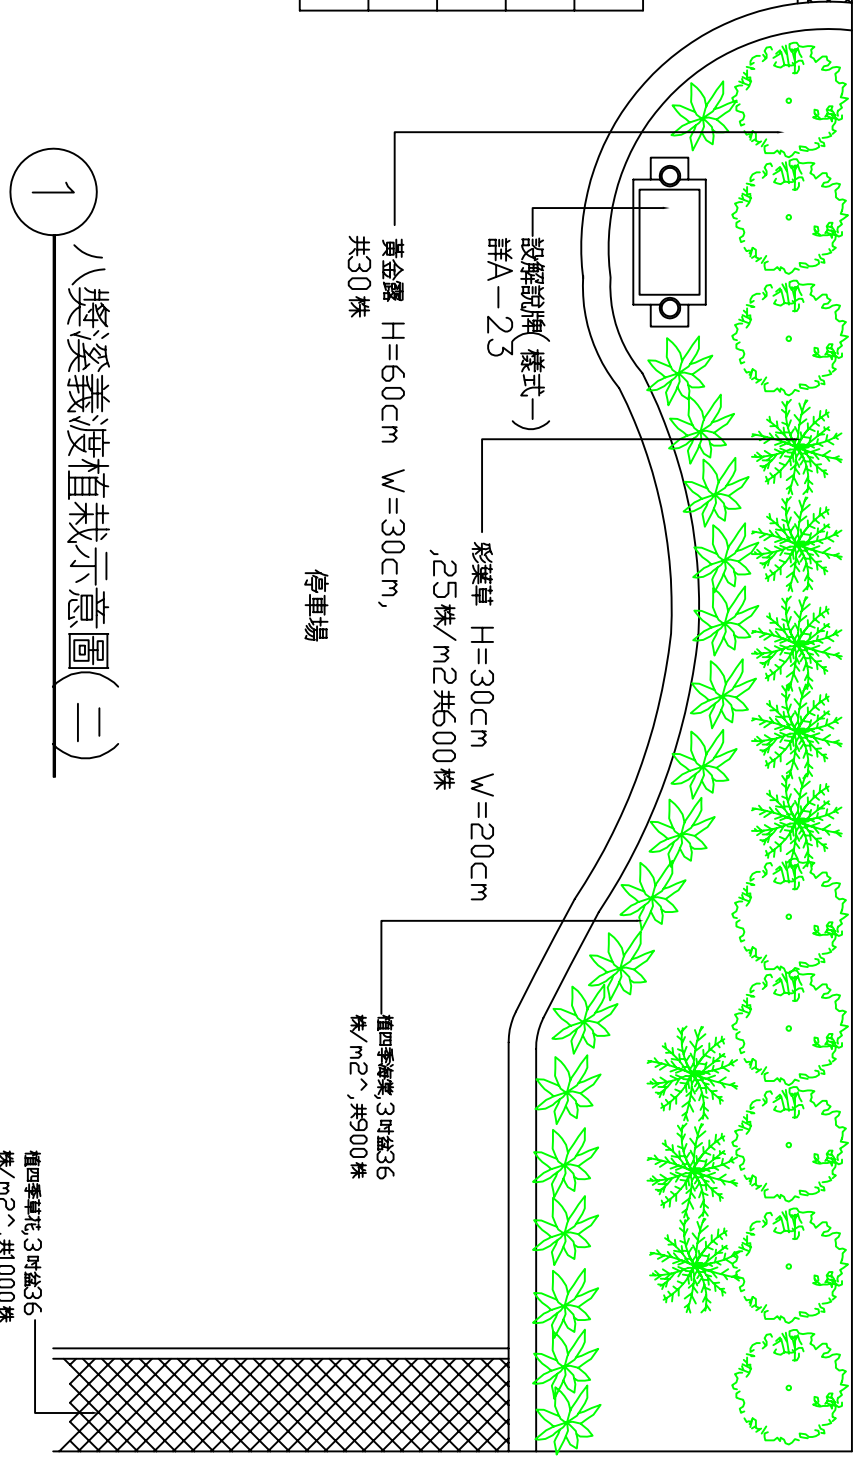 設解說牌(樣式一)
詳A-23
黃金露 H=60cm W=30cm,
共30株
彩葉草 H=30cm W=20cm
,25株/m2共600株
停車場
植四季海棠,3吋盆36
株/m2^,共900株
植四季草花,3吋盆36
株/m2^,共1000株
1
八獎溪義渡植栽示意圖(二)